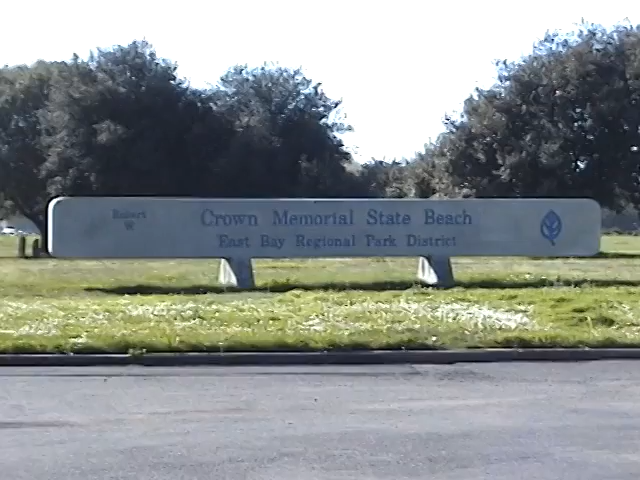 Robert
W
Crown Memorial State Beach
East Bay Regional Park District